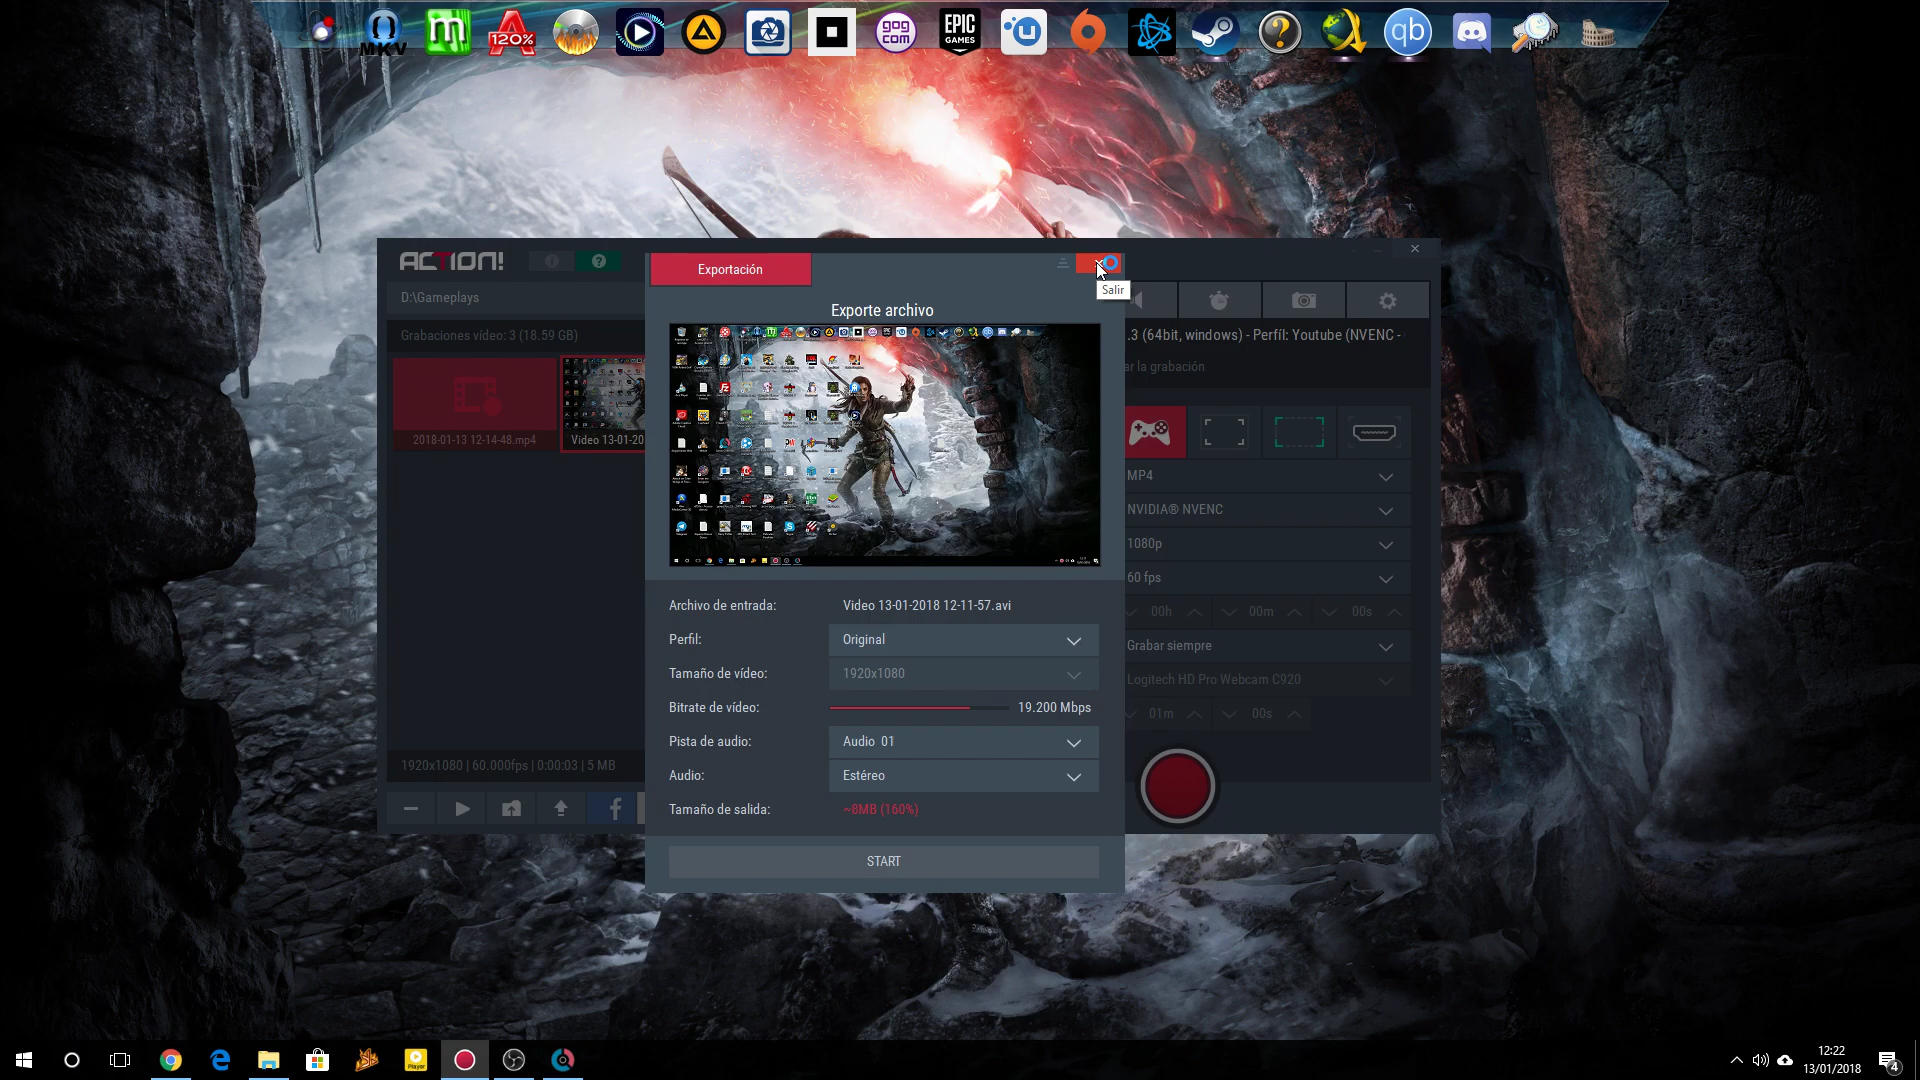 MKV
120%
gog
com
EPIC
GAMES
qb
ACTION!
Exportación
Salir
D:\Gameplays
Exporte archivo
Grabaciones vídeo: 3 (18.59 GB)
.3 (64bit, windows) - Perfíl: Youtube (NVENC -
ar la grabación
2018-01-13 12-14-48.mp4
Video 13-01-20
MP4
NVIDIA® NVENC
1080p
60 fps
00h
00m
00s
Grabar siempre
Logitech HD Pro Webcam C920
01m
00s
Archivo de entrada:
Video 13-01-2018 12-11-57.avi
Perfil:
Original
Tamaño de vídeo:
1920x1080
Bitrate de vídeo:
19.200 Mbps
Pista de audio:
Audio 01
Audio:
Estéreo
Tamaño de salida:
~8MB (160%)
START
1920x1080 | 60.000fps | 0:00:03 | 5 MB
Player
12:22
13/01/2018
4